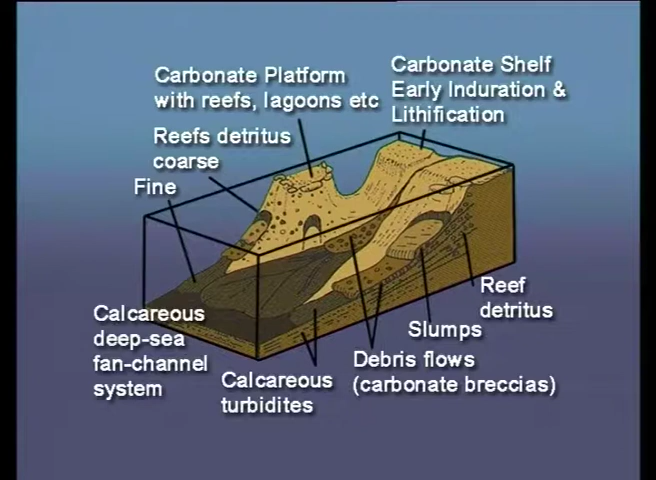 Carbonate Platform
with reefs, lagoons etc
Carbonate Shelf
Early Induration &
Lithification
Reefs detritus
coarse
Fine
Calcareous
deep-sea
fan-channel
system
Calcareous
turbidites
Debris flows
(carbonate breccias)
Slumps
Reef
detritus